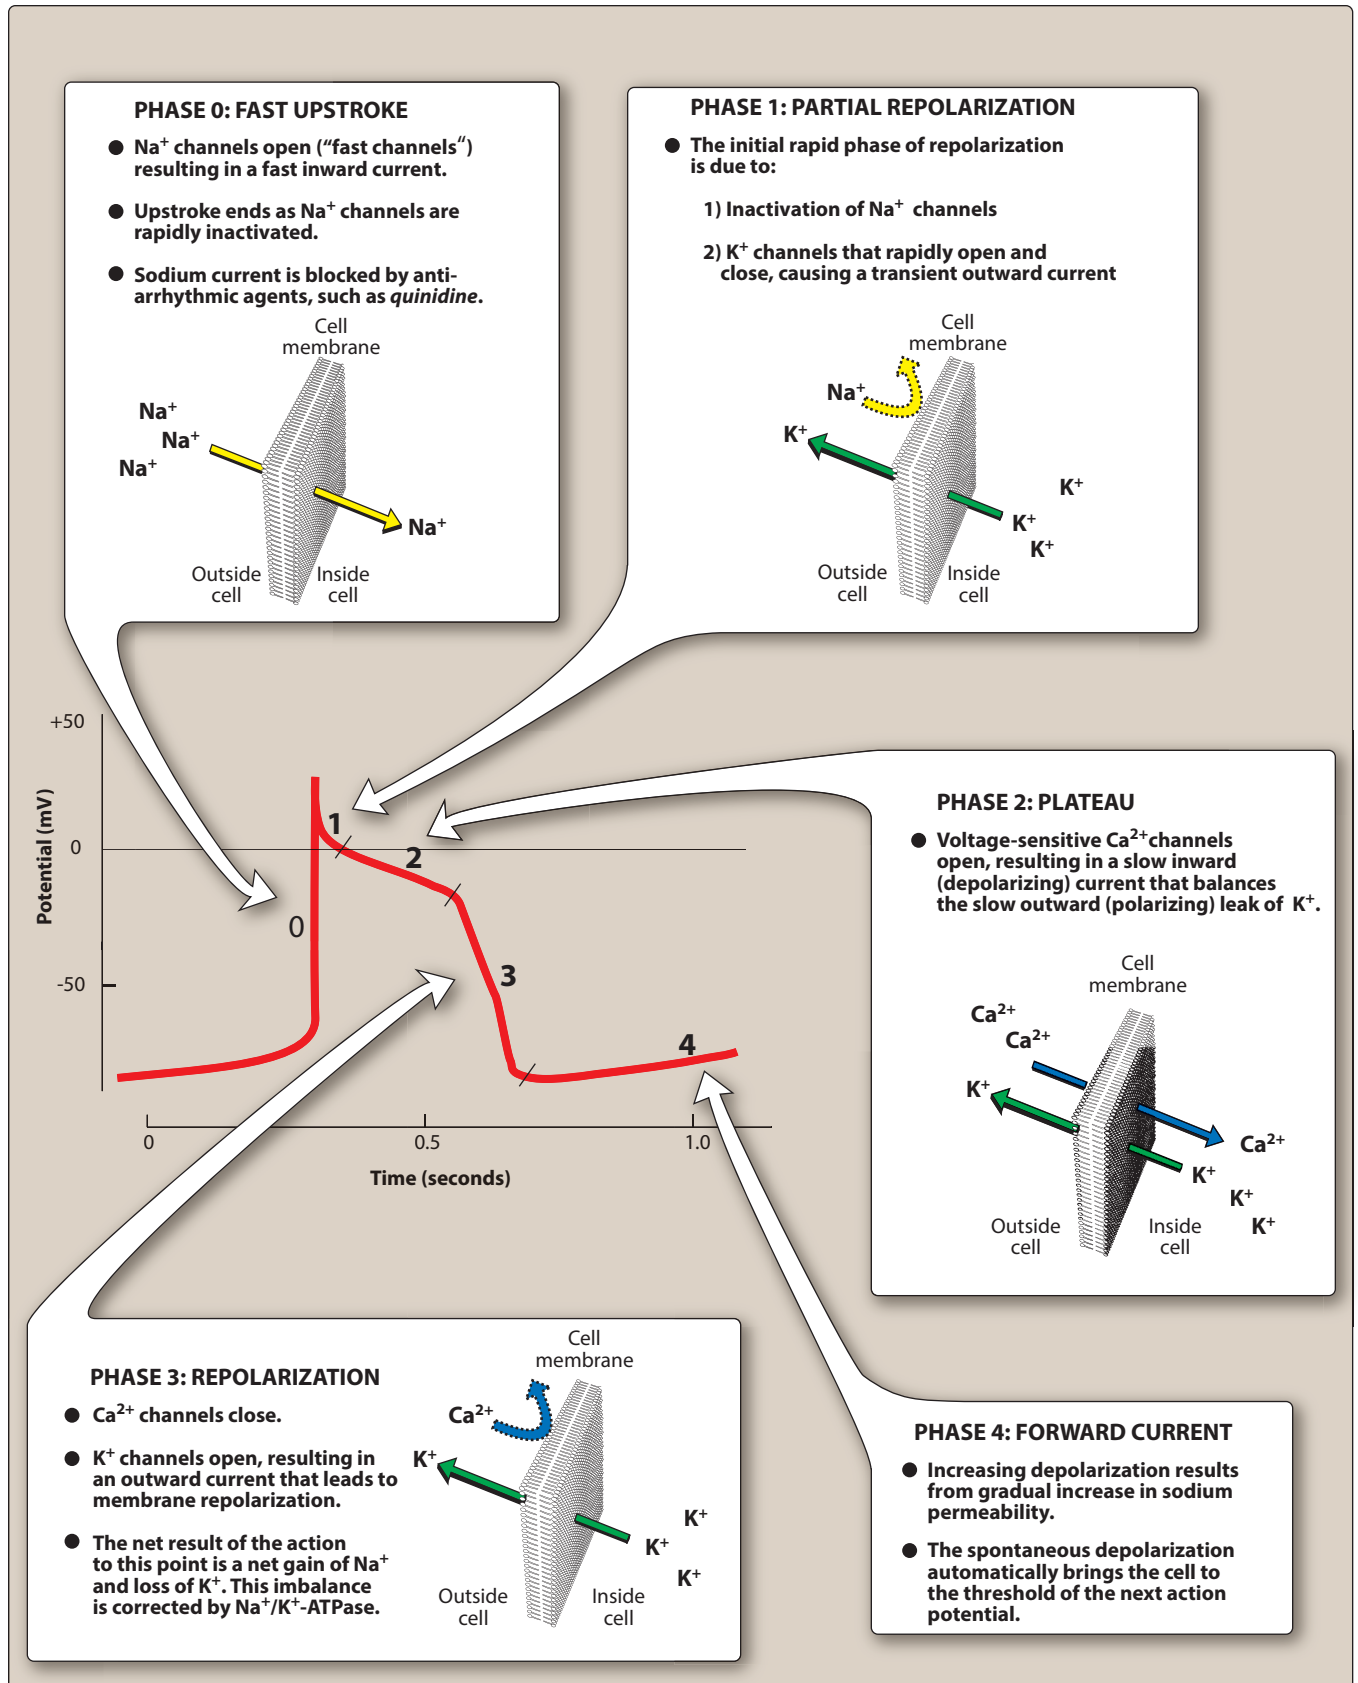 PHASE 0: FAST UPSTROKE
● Na⁺ channels open (“fast channels“)
resulting in a fast inward current.
● Upstroke ends as Na⁺ channels are
rapidly inactivated.
● Sodium current is blocked by anti-
arrhythmic agents, such as quinidine.
Cell
membrane
Na⁺
Na⁺
Na⁺
Na⁺
Outside
cell
Inside
cell
PHASE 1: PARTIAL REPOLARIZATION
● The initial rapid phase of repolarization
is due to:
1) Inactivation of Na⁺ channels
2) K⁺ channels that rapidly open and
close, causing a transient outward current
Cell
membrane
Na⁺
K⁺
K⁺
K⁺
K⁺
Outside
cell
Inside
cell
+50
0
-50
Potential (mV)
0
1
2
3
4
0
0.5
1.0
Time (seconds)
PHASE 2: PLATEAU
● Voltage-sensitive Ca²⁺channels
open, resulting in a slow inward
(depolarizing) current that balances
the slow outward (polarizing) leak of K⁺.
Cell
membrane
Ca²⁺
Ca²⁺
K⁺
Ca²⁺
K⁺
K⁺
K⁺
Outside
cell
Inside
cell
PHASE 3: REPOLARIZATION
● Ca²⁺ channels close.
● K⁺ channels open, resulting in
an outward current that leads to
membrane repolarization.
● The net result of the action
to this point is a net gain of Na⁺
and loss of K⁺. This imbalance
is corrected by Na⁺/K⁺-ATPase.
Cell
membrane
Ca²⁺
K⁺
K⁺
K⁺
K⁺
Outside
cell
Inside
cell
PHASE 4: FORWARD CURRENT
● Increasing depolarization results
from gradual increase in sodium
permeability.
● The spontaneous depolarization
automatically brings the cell to
the threshold of the next action
potential.